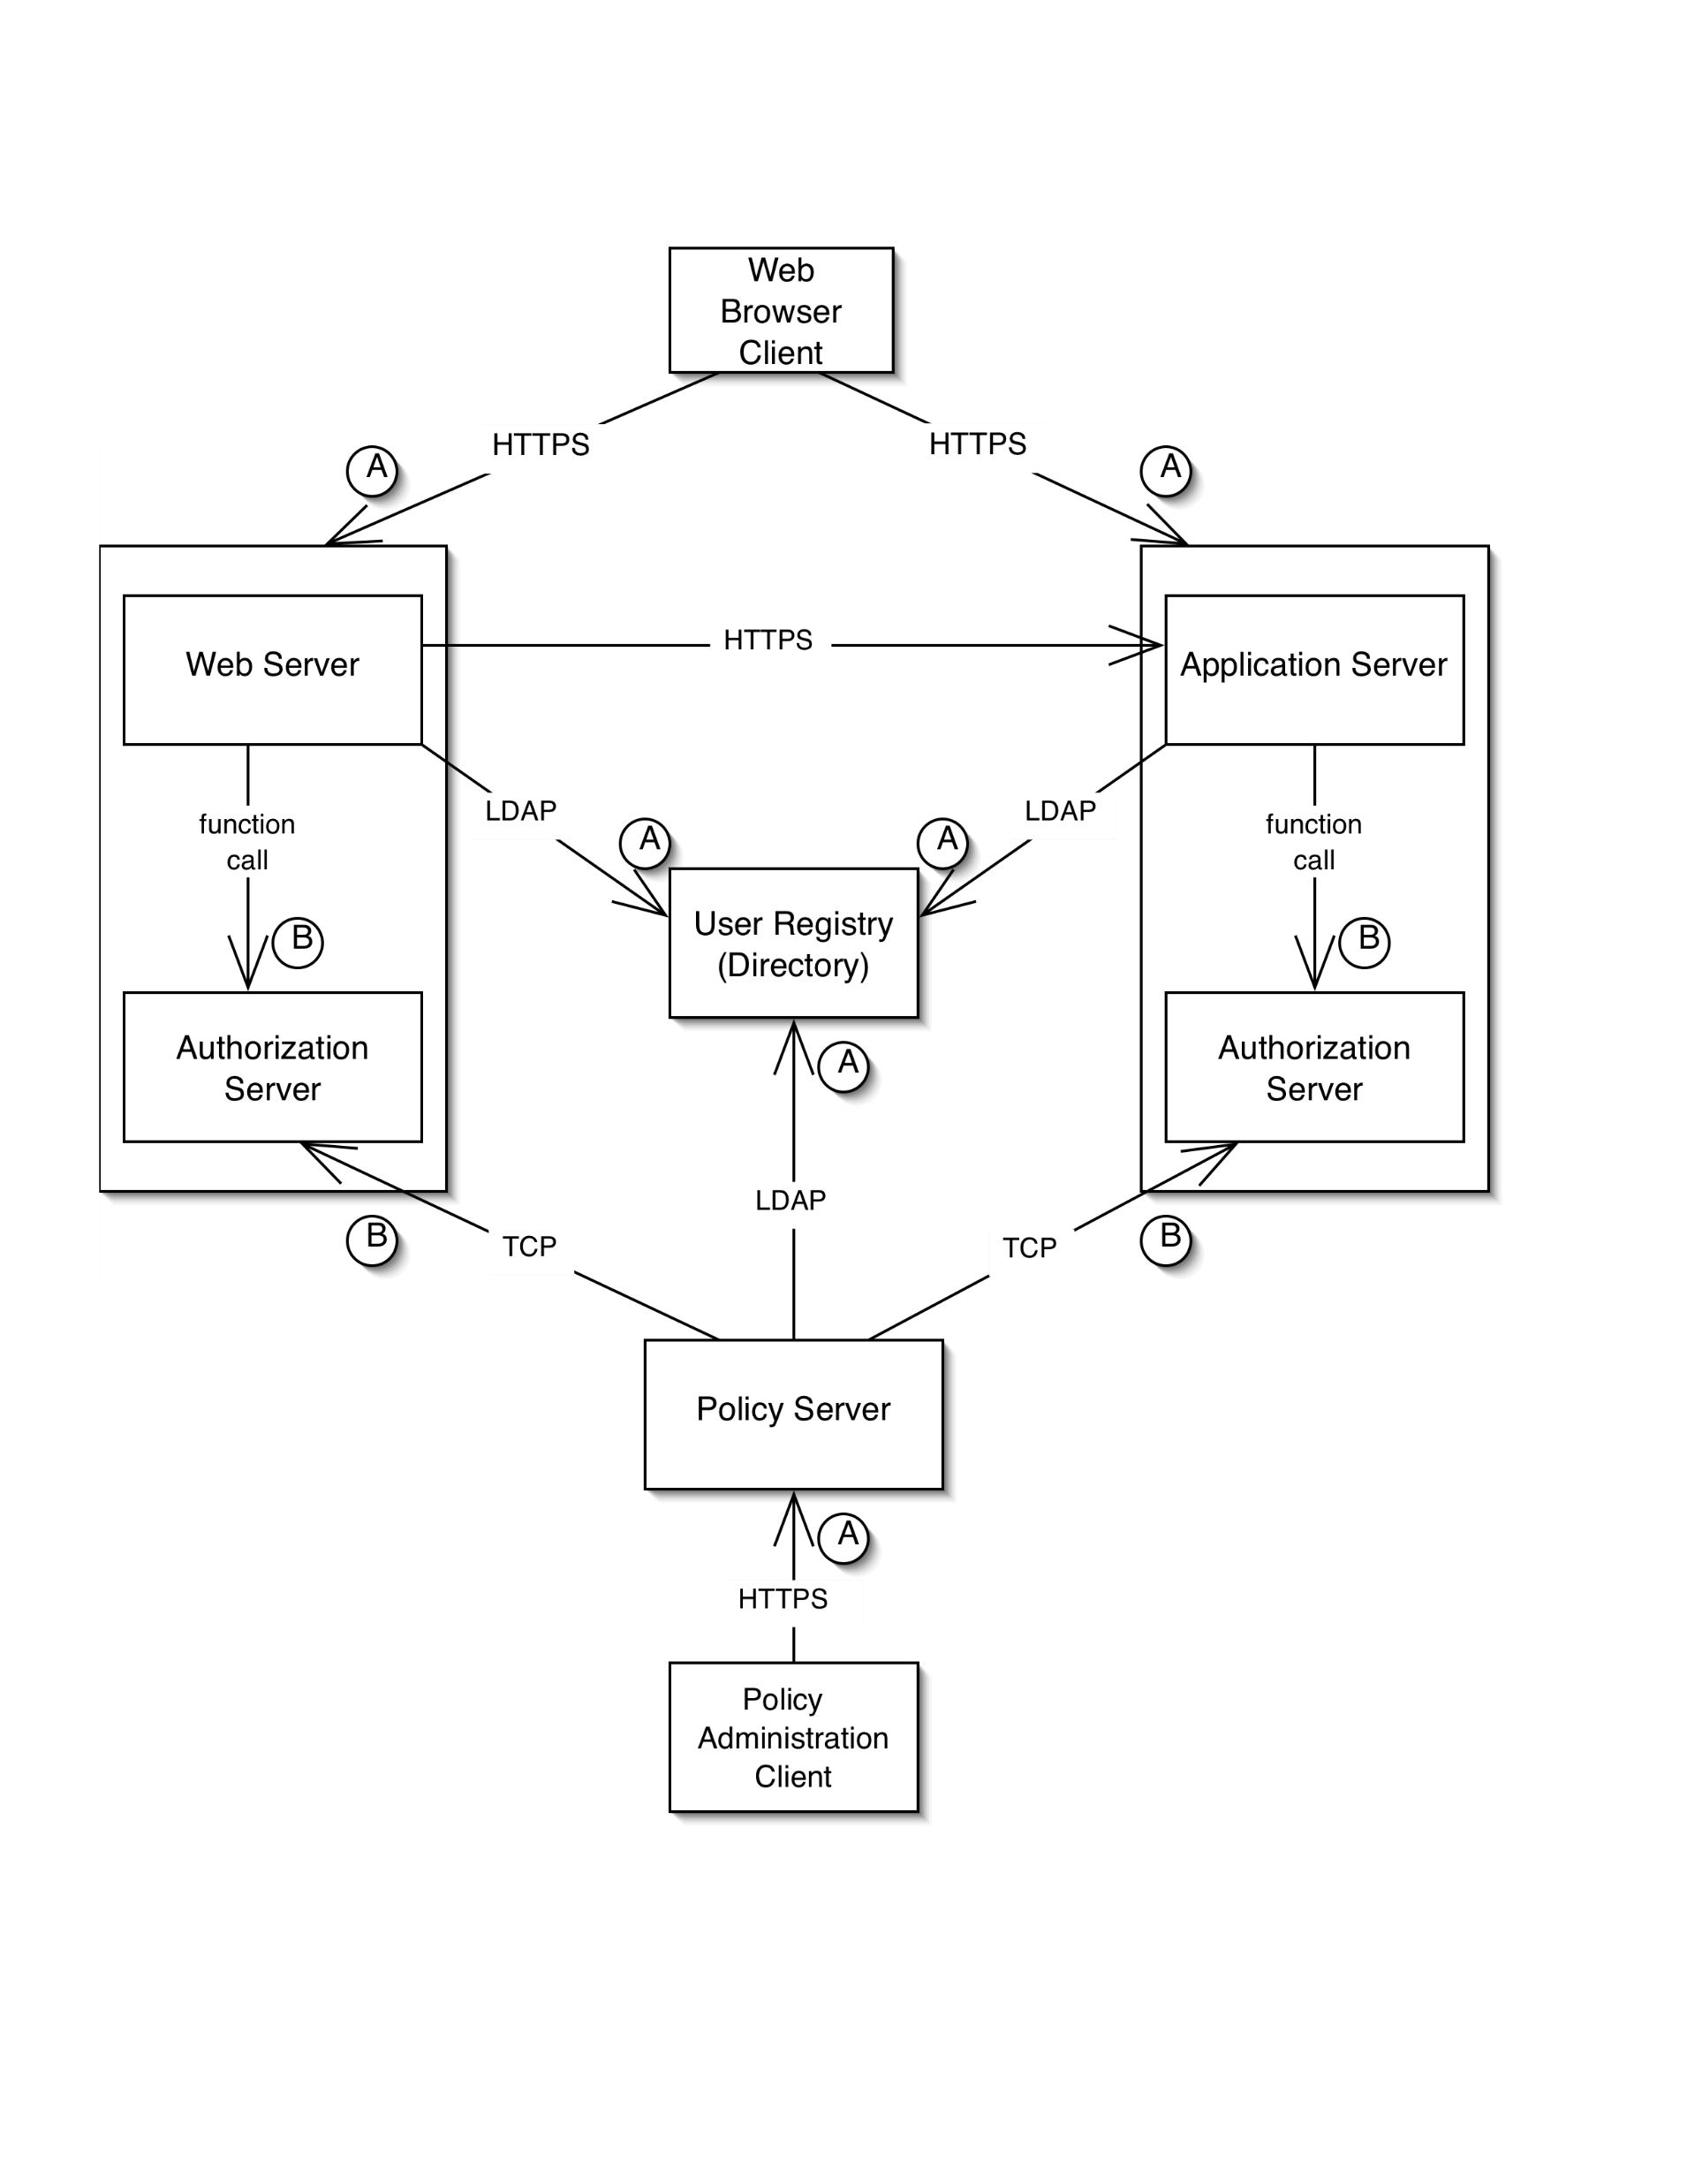 Web
Browser
Client
HTTPS
HTTPS
A
A
Web Server
HTTPS
Application Server
function
call
LDAP
LDAP
function
call
A
A
User Registry
(Directory)
B
B
Authorization
Server
Authorization
Server
A
LDAP
B
TCP
TCP
B
Policy Server
A
HTTPS
Policy
Administration
Client